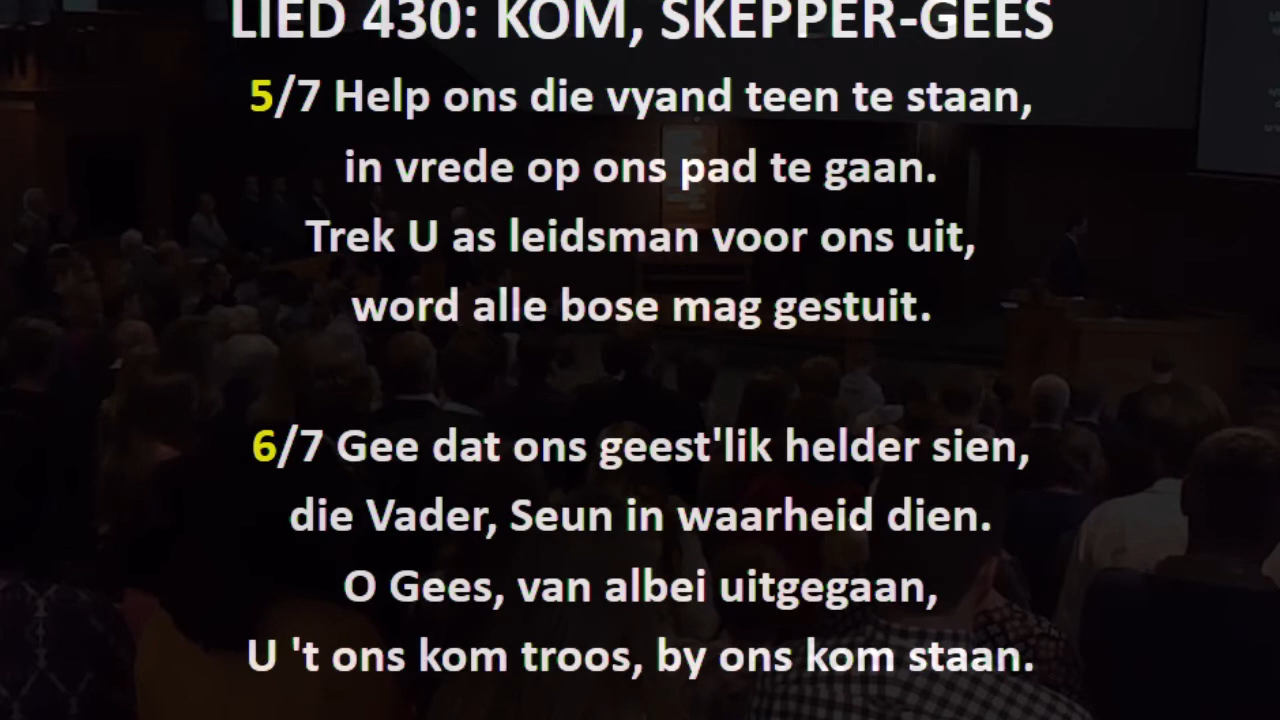 LIED 430: KOM, SKEPPER-GEES
5/7 Help ons die vyand teen te staan,
in vrede op ons pad te gaan.
Trek U as leidsman voor ons uit,
word alle bose mag gestuit.
6/7 Gee dat ons geest'lik helder sien,
die Vader, Seun in waarheid dien.
O Gees, van albei uitgegaan,
U 't ons kom troos, by ons kom staan.